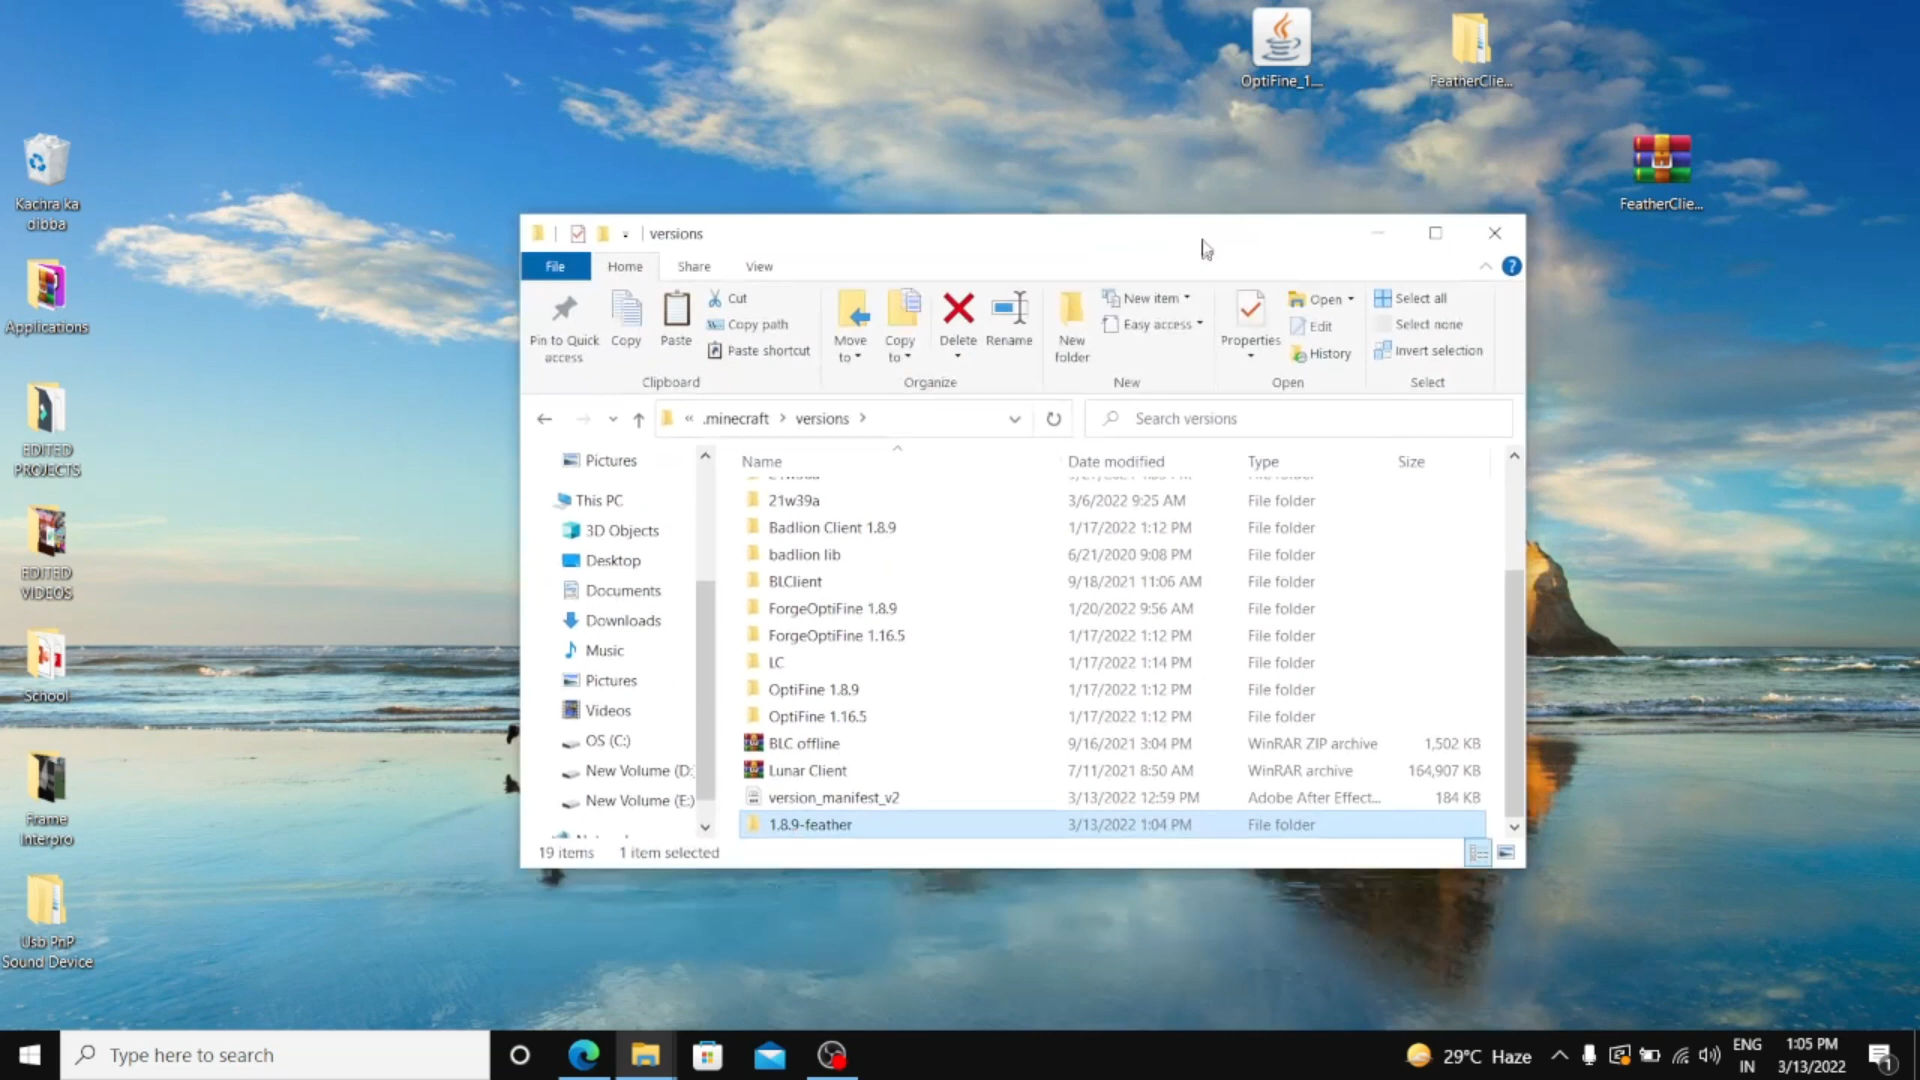 OptiFine_1....
FeatherClie...
FeatherClie...
Kachra ka
dibba
Applications
EDITED
PROJECTS
EDITED
VIDEOS
School
Frame
Interpro
Usb PnP
Sound Device
versions
File
Home
Share
View
Pin to Quick
access
Copy
Paste
Cut
Copy path
Paste shortcut
Clipboard
Move
to
Copy
to
Delete
Rename
Organize
New
folder
New item
Easy access
New
Properties
Open
Edit
History
Open
Select all
Select none
Invert selection
Select
« .minecraft > versions >
Search versions
Pictures
This PC
3D Objects
Desktop
Documents
Downloads
Music
Pictures
Videos
OS (C:)
New Volume (D:
New Volume (E:)
Name Date modified Type Size
21w39a 3/6/2022 9:25 AM File folder
Badlion Client 1.8.9 1/17/2022 1:12 PM File folder
badlion lib 6/21/2020 9:08 PM File folder
BLClient 9/18/2021 11:06 AM File folder
ForgeOptiFine 1.8.9 1/20/2022 9:56 AM File folder
ForgeOptiFine 1.16.5 1/17/2022 1:12 PM File folder
LC 1/17/2022 1:14 PM File folder
OptiFine 1.8.9 1/17/2022 1:12 PM File folder
OptiFine 1.16.5 1/17/2022 1:12 PM File folder
BLC offline 9/16/2021 3:04 PM WinRAR ZIP archive 1,502 KB
Lunar Client 7/11/2021 8:50 AM WinRAR archive 164,907 KB
version_manifest_v2 3/13/2022 12:59 PM Adobe After Effect... 184 KB
1.8.9-feather 3/13/2022 1:04 PM File folder
19 items 1 item selected
Type here to search
29°C Haze
ENG
IN
1:05 PM
3/13/2022
1